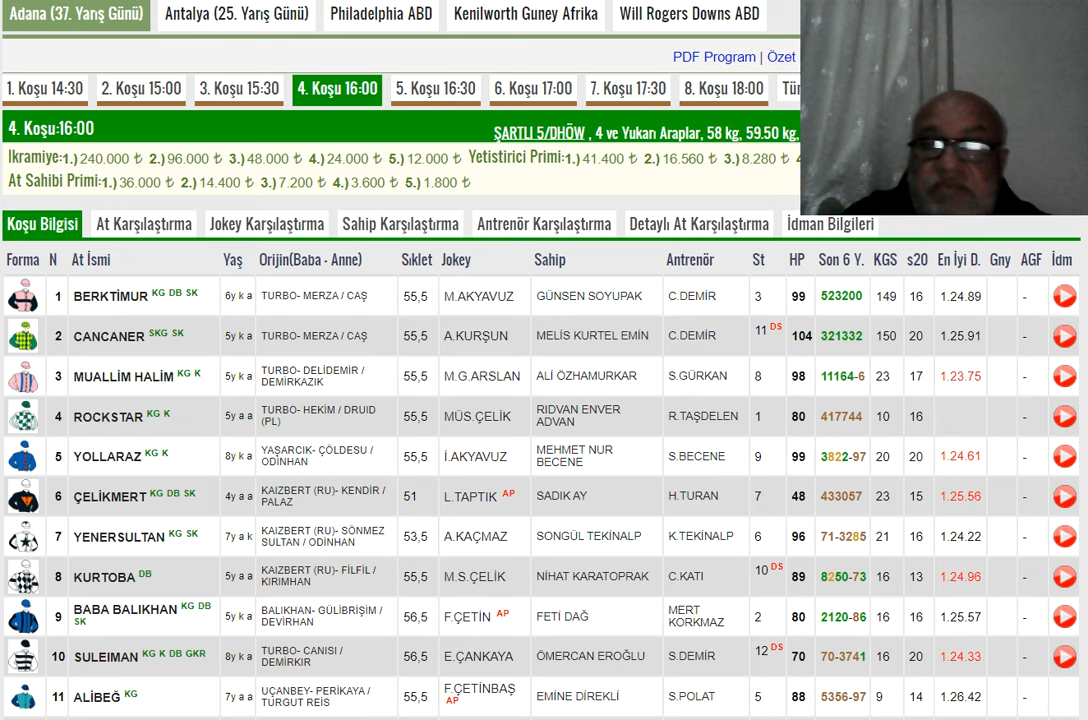 Adana (37. Yarış Günü) Antalya (25. Yarış Günü) Philadelphia ABD Kenilworth Guney Afrika Will Rogers Downs ABD
PDF Program | Özet
1. Koşu 14:30 2. Koşu 15:00 3. Koşu 15:30 4. Koşu 16:00 5. Koşu 16:30 6. Koşu 17:00 7. Koşu 17:30 8. Koşu 18:00 Tür
4. Koşu:16:00
ŞARTLI 5/DHÖW , 4 ve Yukarı Araplar, 58 kg, 59.50 kg,
Ikramiye:1.) 240.000 ₺ 2.) 96.000 ₺ 3.) 48.000 ₺ 4.) 24.000 ₺ 5.) 12.000 ₺ Yetistirici Primi:1.) 41.400 ₺ 2.) 16.560 ₺ 3.) 8.280 ₺ 4
At Sahibi Primi:1.) 36.000 ₺ 2.) 14.400 ₺ 3.) 7.200 ₺ 4.) 3.600 ₺ 5.) 1.800 ₺
Koşu Bilgisi At Karşılaştırma Jokey Karşılaştırma Sahip Karşılaştırma Antrenör Karşılaştırma Detaylı At Karşılaştırma İdman Bilgileri
Forma N At İsmi Yaş Orijin(Baba - Anne) Sıklet Jokey Sahip Antrenör St HP Son 6 Y. KGS s20 En İyi D. Gny AGF İdm
1 BERKTİMUR KG DB SK 6y k a TURBO- MERZA / CAŞ 55,5 M.AKYAVUZ GÜNSEN SOYUPAK C.DEMİR 3 99 523200 149 16 1.24.89 -
2 CANCANER SKG SK 5y k a TURBO- MERZA / CAŞ 55,5 A.KURŞUN MELİS KURTEL EMİN C.DEMİR 11 DS 104 321332 150 20 1.25.91 -
3 MUALLİM HALİM KG K 5y k a TURBO- DELİDEMİR / DEMİRKAZIK 55,5 M.G.ARSLAN ALİ ÖZHAMURKAR S.GÜRKAN 8 98 11164-6 23 17 1.23.75 -
4 ROCKSTAR KG K 5y a a TURBO- HEKİM / DRUID (PL) 55,5 MÜS.ÇELİK RIDVAN ENVER ADVAN R.TAŞDELEN 1 80 417744 10 16 -
5 YOLLARAZ KG K 8y k a YAŞARCIK- ÇÖLDESU / ODİNHAN 55,5 İ.AKYAVUZ MEHMET NUR BECENE S.BECENE 9 99 3822-97 20 20 1.24.61 -
6 ÇELİKMERT KG DB SK 4y a a KAIZBERT (RU)- KENDİR / PALAZ 51 L.TAPTIK AP SADIK AY H.TURAN 7 48 433057 23 15 1.25.56 -
7 YENERSULTAN KG SK 7y a k KAIZBERT (RU)- SÖNMEZ SULTAN / ODİNHAN 53,5 A.KAÇMAZ SONGÜL TEKİNALP K.TEKİNALP 6 96 71-3285 21 16 1.24.22 -
8 KURTOBA DB 5y a a KAIZBERT (RU)- FİLFİL / KIRIMHAN 55,5 M.S.ÇELİK NİHAT KARATOPRAK C.KATI 10 DS 89 8250-73 16 13 1.24.96 -
9 BABA BALIKHAN KG DB SK 5y k a BALIKHAN- GÜLİBRİŞİM / DEVİRHAN 56,5 F.ÇETİN AP FETİ DAĞ MERT KORKMAZ 2 80 2120-86 16 16 1.25.57 -
10 SULEIMAN KG K DB GKR 8y k a TURBO- CANISI / DEMİRKIR 56,5 E.ÇANKAYA ÖMERCAN EROĞLU S.DEMİR 12 DS 70 70-3741 16 20 1.24.33 -
11 ALİBEĞ KG 7y a a UÇANBEY- PERİKAYA / TURGUT REİS 55,5 F.ÇETİNBAŞ AP EMİNE DİREKLİ S.POLAT 5 88 5356-97 9 14 1.26.42 -